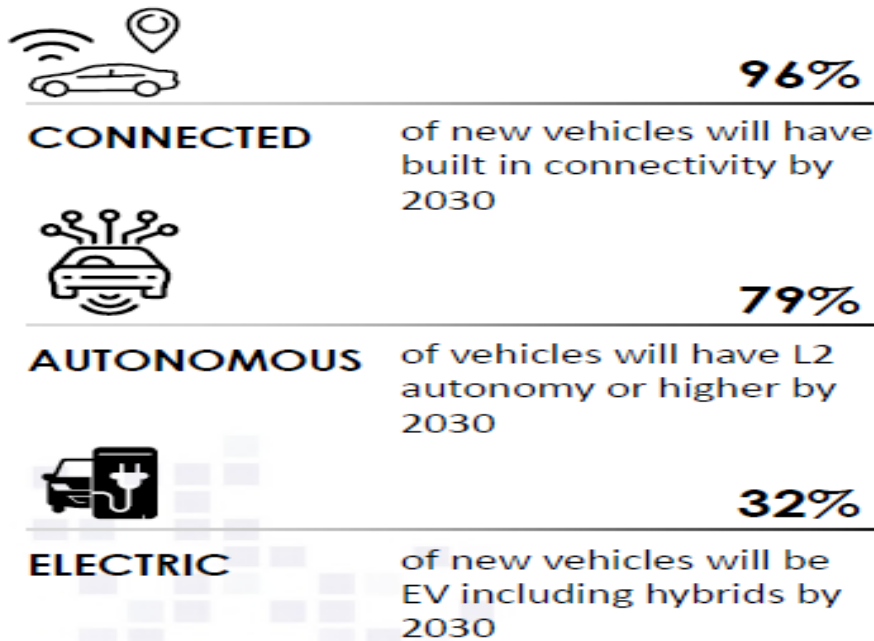 96%
CONNECTED
of new vehicles will have
built in connectivity by
2030
79%
AUTONOMOUS
of vehicles will have L2
autonomy or higher by
2030
32%
ELECTRIC
of new vehicles will be
EV including hybrids by
2030